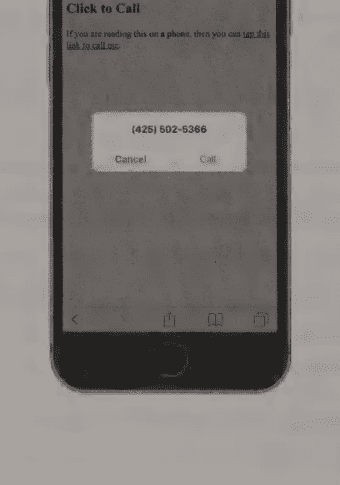 Click to Call
If you are reading this on a phone, then you can tap this
link to call me.
(425) 502-5366
Cancel Call